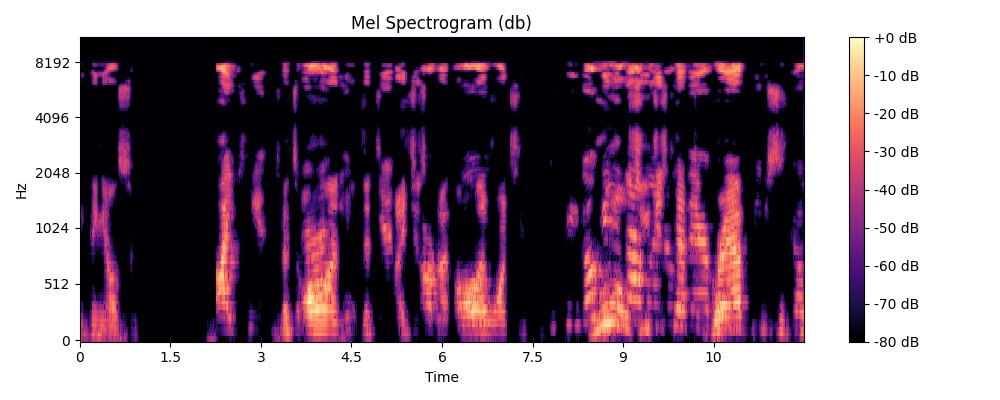 Mel Spectrogram (db)
Hz
8192
4096
2048
1024
512
0
0 1.5 3 4.5 6 7.5 9 10
Time
+0 dB
-10 dB
-20 dB
-30 dB
-40 dB
-50 dB
-60 dB
-70 dB
-80 dB